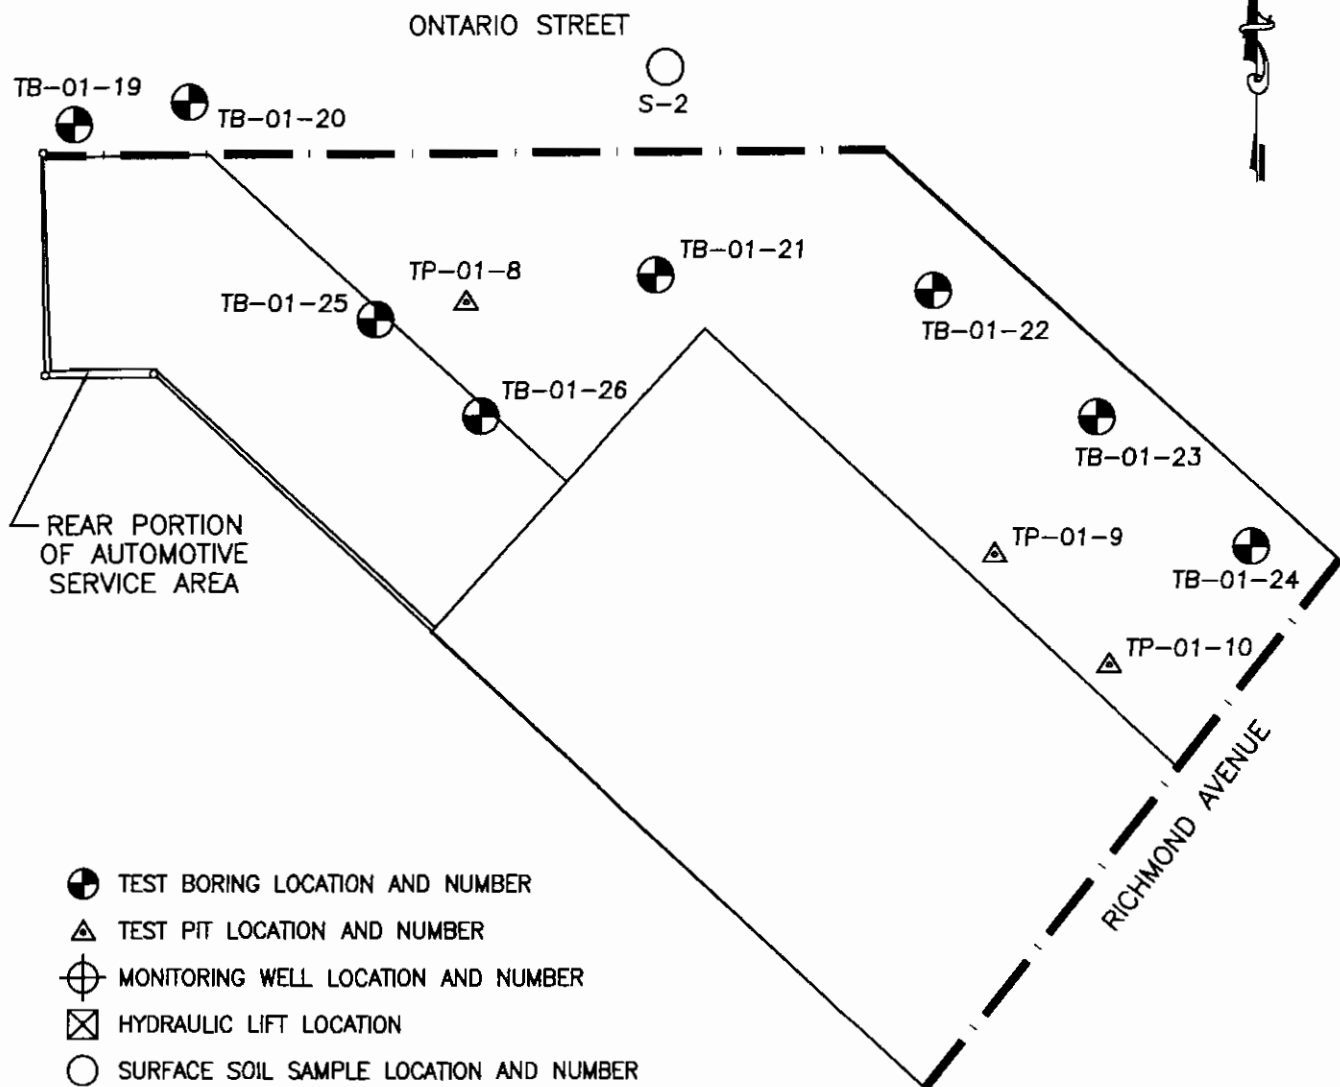 ONTARIO STREET
TB-01-19
TB-01-20
S-2
TB-01-21
TP-01-8
TB-01-25
TB-01-22
TB-01-26
TB-01-23
REAR PORTION
OF AUTOMOTIVE
SERVICE AREA
TP-01-9
TB-01-24
TP-01-10
RICHMOND AVENUE
TEST BORING LOCATION AND NUMBER
TEST PIT LOCATION AND NUMBER
MONITORING WELL LOCATION AND NUMBER
HYDRAULIC LIFT LOCATION
SURFACE SOIL SAMPLE LOCATION AND NUMBER